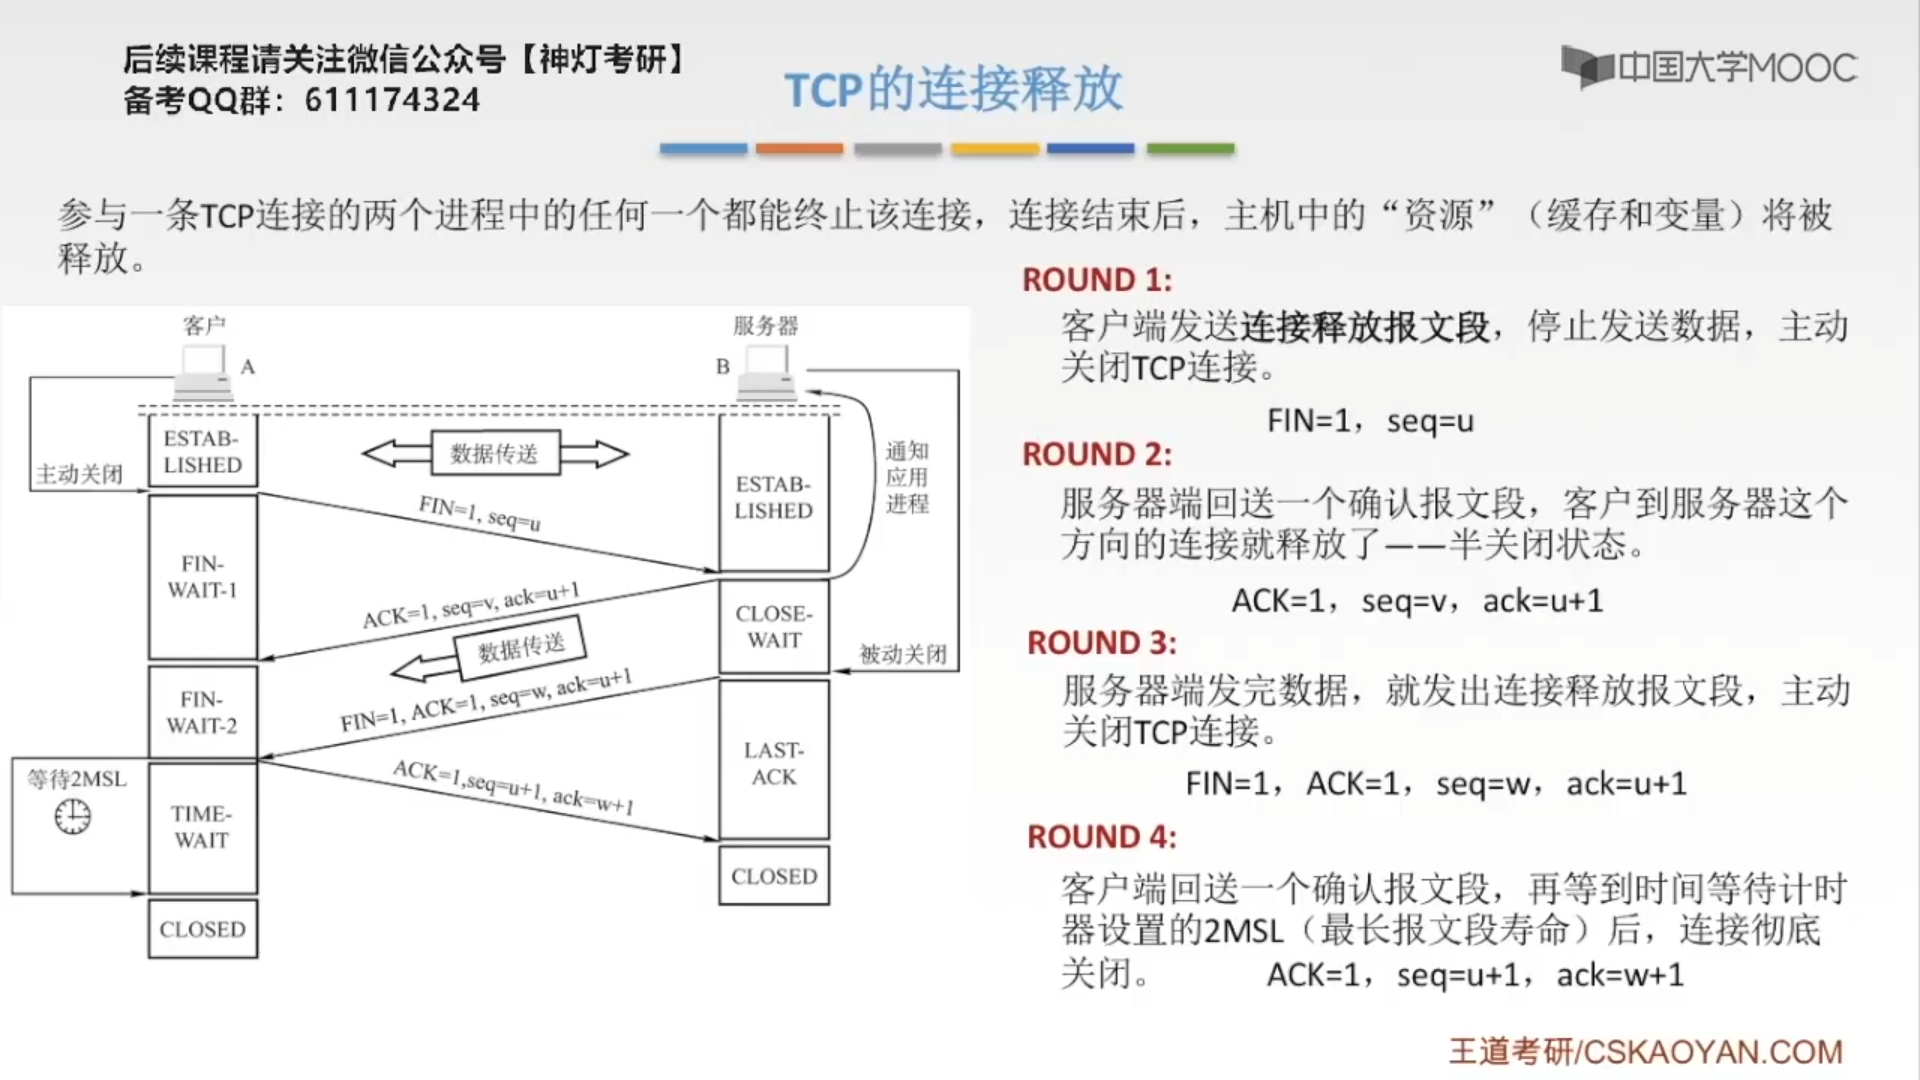 后续课程请关注微信公众号【神灯考研】
备考QQ群：611174324
中国大学MOOC
TCP的连接释放
参与一条TCP连接的两个进程中的任何一个都能终止该连接，连接结束后，主机中的“资源”（缓存和变量）将被
释放。
客户
A
服务器
B
主动关闭
ESTAB-
LISHED
数据传送
ESTAB-
LISHED
通知
应用
进程
FIN=1, seq=u
FIN-
WAIT-1
ACK=1, seq=v, ack=u+1
CLOSE-
WAIT
数据传送
被动关闭
FIN-
WAIT-2
FIN=1, ACK=1, seq=w, ack=u+1
LAST-
ACK
等待2MSL
TIME-
WAIT
ACK=1,seq=u+1, ack=w+1
CLOSED
CLOSED
ROUND 1:
客户端发送连接释放报文段，停止发送数据，主动
关闭TCP连接。
FIN=1，seq=u
ROUND 2:
服务器端回送一个确认报文段，客户到服务器这个
方向的连接就释放了——半关闭状态。
ACK=1，seq=v，ack=u+1
ROUND 3:
服务器端发完数据，就发出连接释放报文段，主动
关闭TCP连接。
FIN=1，ACK=1，seq=w，ack=u+1
ROUND 4:
客户端回送一个确认报文段，再等到时间等待计时
器设置的2MSL（最长报文段寿命）后，连接彻底
关闭。 ACK=1，seq=u+1，ack=w+1
王道考研/CSKAOYAN.COM